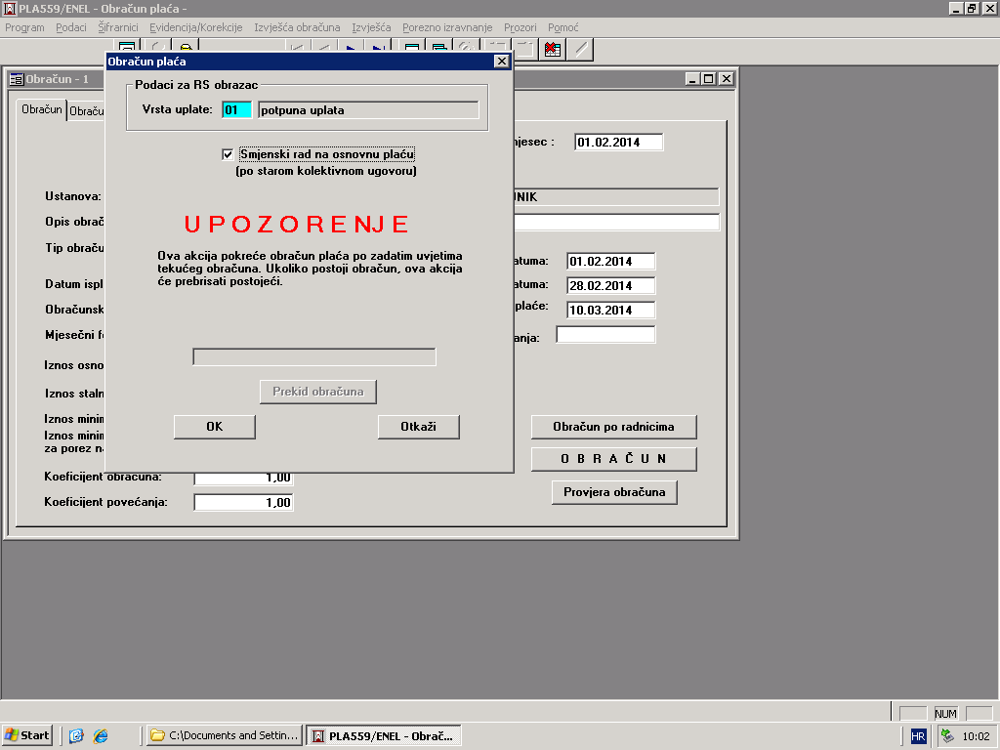 PLA559/ENEL - Obračun plaća -
Program Podaci Šifrarnici Evidencija/Korekcije Izvješća obračuna Izvješća Porezno izravnanje Prozori Pomoć
Obračun plaća
Obračun - 1
Podaci za RS obrazac
Vrsta uplate: 01 potpuna uplata
Obračun
Smjenski rad na osnovnu plaću
(po starom kolektivnom ugovoru)
mjesec : 01.02.2014
Ustanova:
UPOZORENJE
Tip obraču
Ova akcija pokreće obračun plaća po zadatim uvjetima
tekućeg obračuna. Ukoliko postoji obračun, ova akcija
će prebrisati postojeći.
Opis obrač
Datum ispl
Obračunsk
Mjesečni f
atuma: 01.02.2014
atuma: 28.02.2014
plaće: 10.03.2014
anja:
Iznos osno
Iznos staln
Iznos minim
Iznos minim
za porez n
Prekid obračuna
OK Otkaži
Obračun po radnicima
OBRAČUN
Provjera obračuna
Koeficijent obračuna: 1,00
Koeficijent povećanja: 1,00
NUM
Start C:\Documents and Settin... PLA559/ENEL - Obrač... HR 10:02